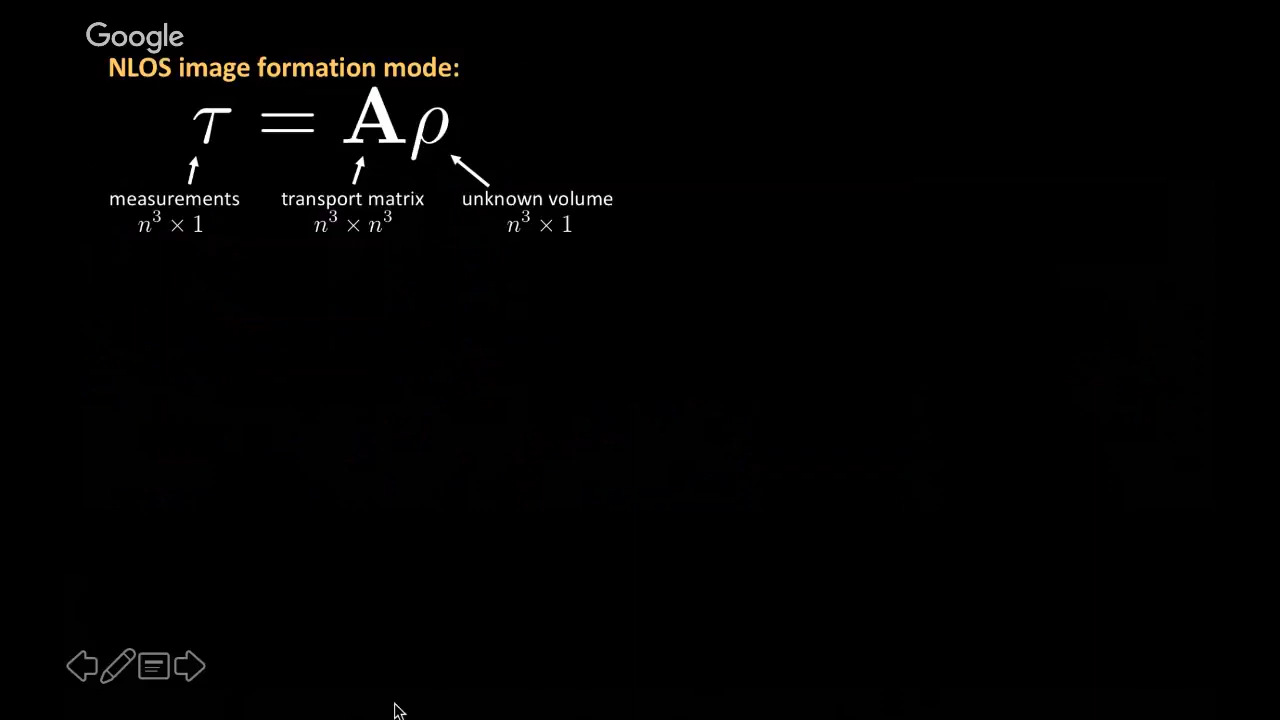 Google
NLOS image formation mode:
τ = Aρ
measurements transport matrix unknown volume
n³ × 1 n³ × n³ n³ × 1